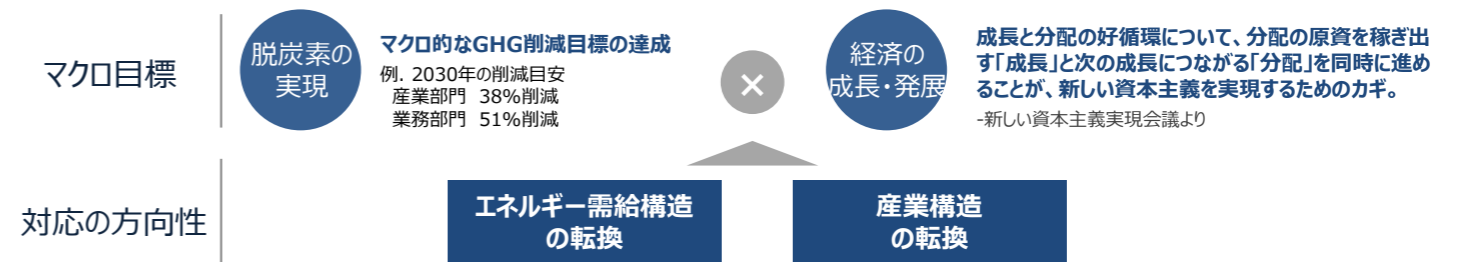 マクロ目標
脱炭素の
実現
マクロ的なGHG削減目標の達成
例. 2030年の削減目安
産業部門 38%削減
業務部門 51%削減
×
経済の
成長・発展
成長と分配の好循環について、分配の原資を稼ぎ出
す「成長」と次の成長につながる「分配」を同時に進め
ることが、新しい資本主義を実現するためのカギ。
-新しい資本主義実現会議より
対応の方向性
エネルギー需給構造
の転換
産業構造
の転換